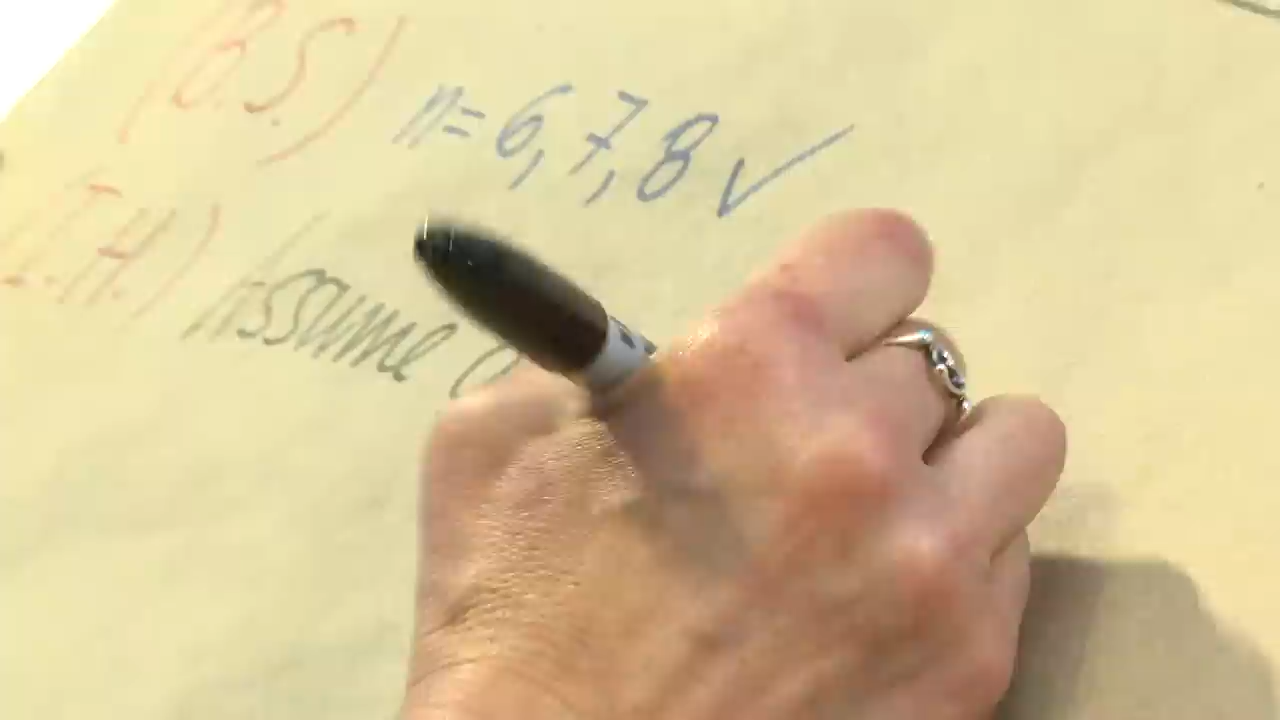 (B.S.) n=6,7,8✓
(I.H.) Assume